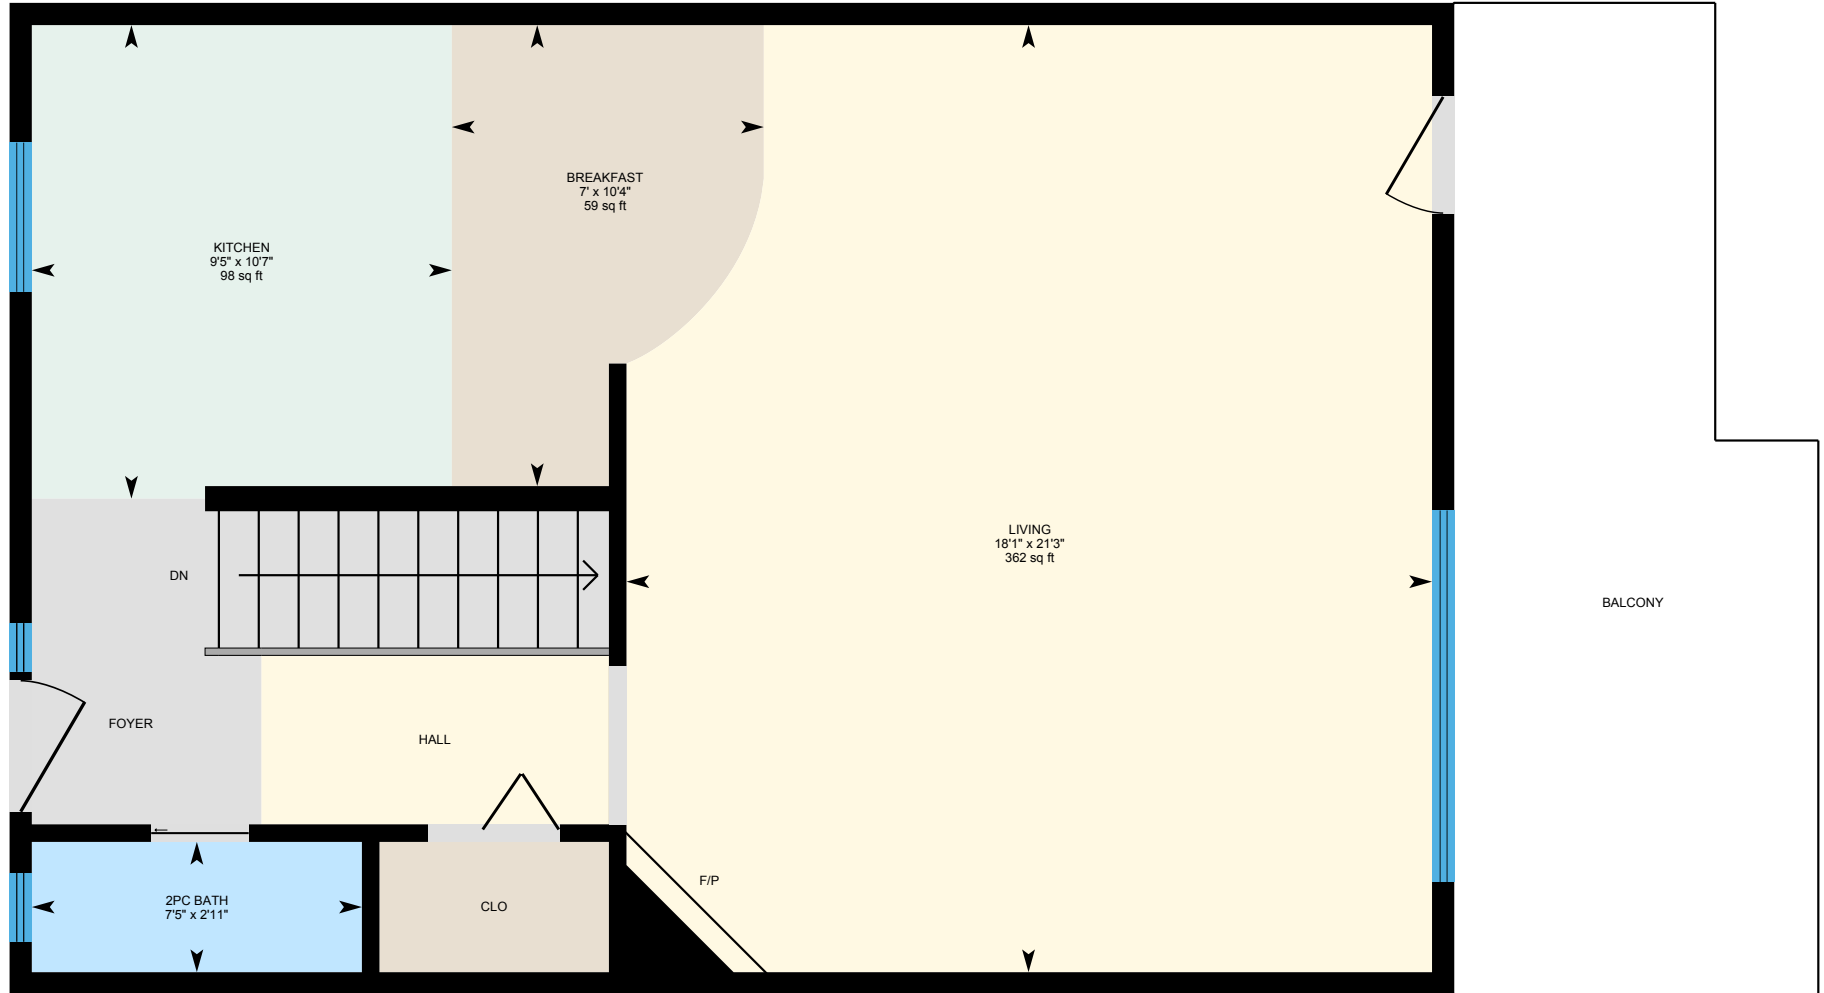 BREAKFAST
7' x 10'4"
59 sq ft
KITCHEN
9'5" x 10'7"
98 sq ft
LIVING
18'1" x 21'3"
362 sq ft
DN
BALCONY
FOYER
HALL
F/P
2PC BATH
7'5" x 2'11"
CLO